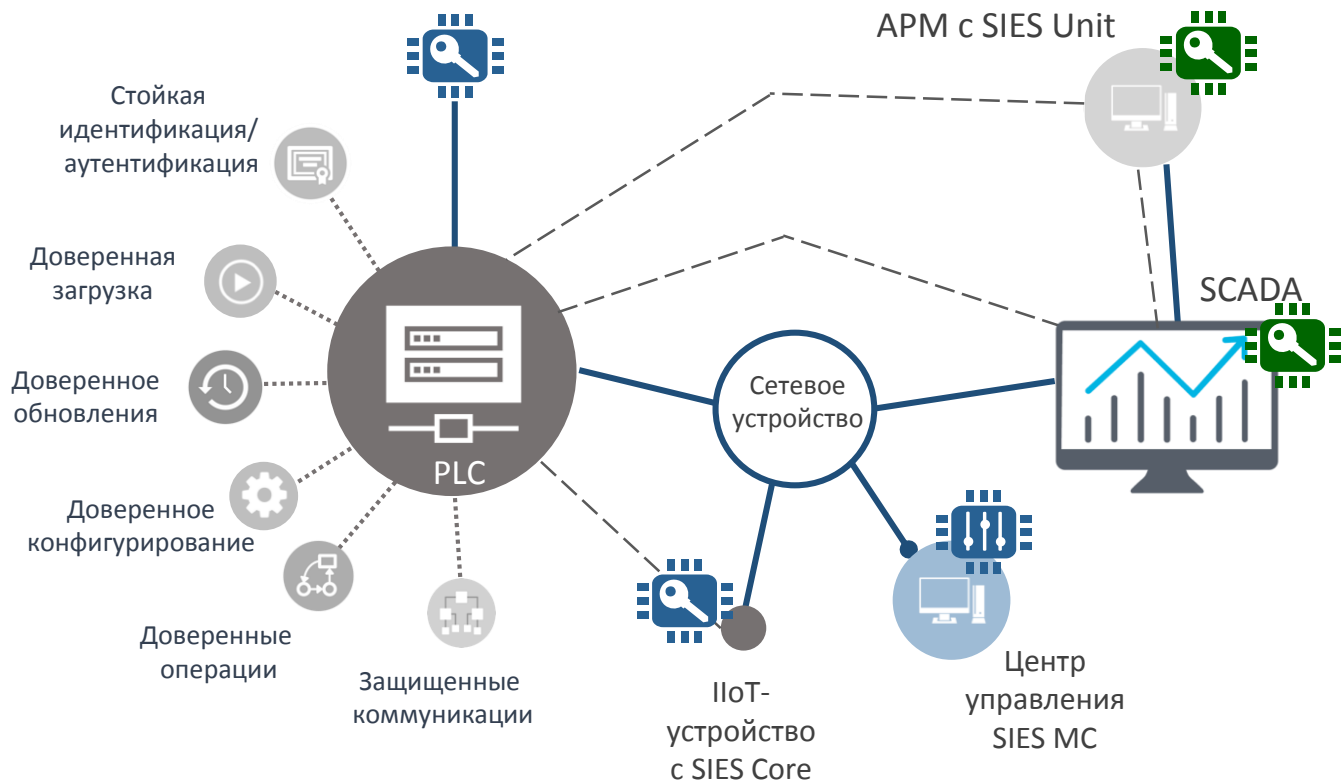 АРМ с SIES Unit
Стойкая
идентификация/
аутентификация
Доверенная
загрузка
SCADA
Доверенное
обновления
Сетевое
устройство
PLC
Доверенное
конфигурирование
Доверенные
операции
Защищенные
коммуникации
IIoT-
устройство
с SIES Core
Центр
управления
SIES MC